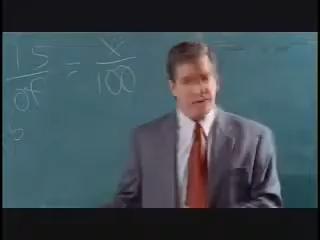 15/of = x/100